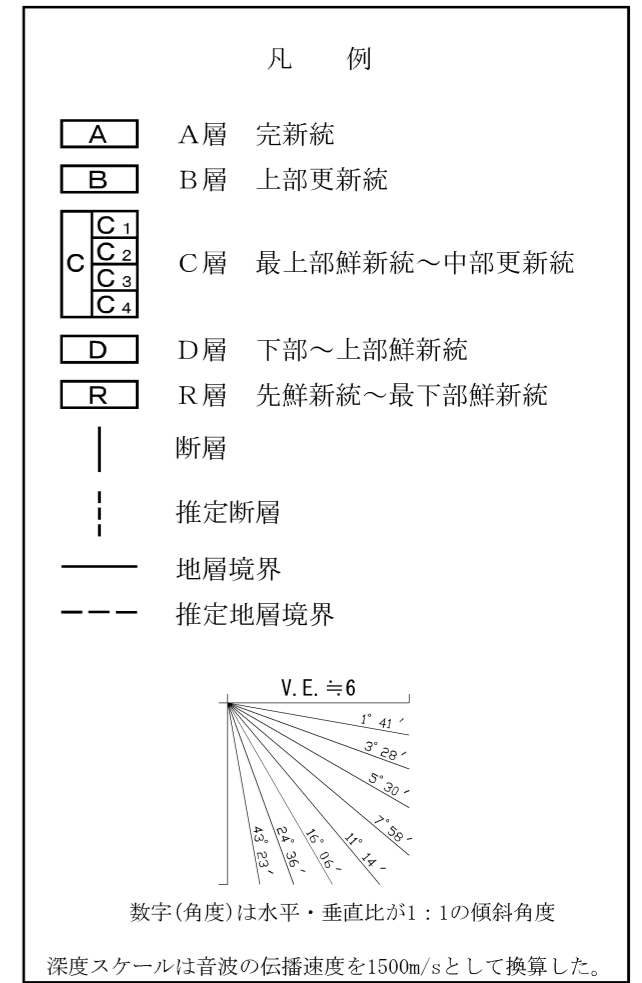 凡　例
A　A層　完新統
B　B層　上部更新統
C　C₁　C₂　C₃　C₄　C層　最上部鮮新統～中部更新統
D　D層　下部～上部鮮新統
R　R層　先鮮新統～最下部鮮新統
断層
推定断層
地層境界
推定地層境界
V.E.≒6
1° 41′
3° 28′
5° 30′
7° 58′
11° 14′
16° 06′
24° 36′
43° 23′
数字(角度)は水平・垂直比が1：1の傾斜角度
深度スケールは音波の伝播速度を1500m/sとして換算した。